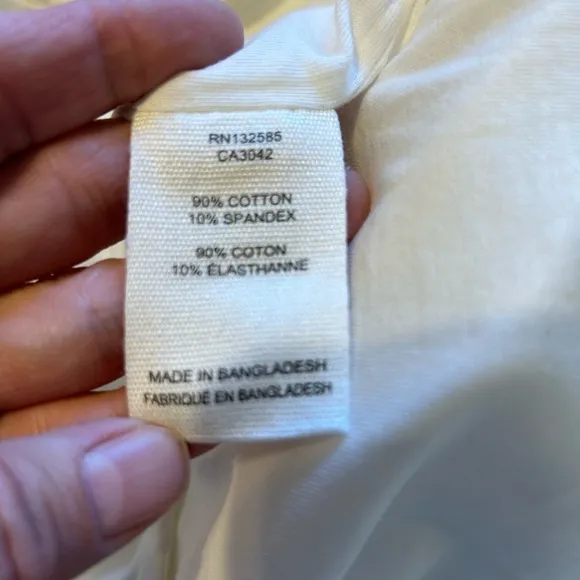 RN132585
CA3042
90% COTTON
10% SPANDEX
90% COTON
10% ÉLASTHANNE
MADE IN BANGLADESH
FABRIQUÉ EN BANGLADESH